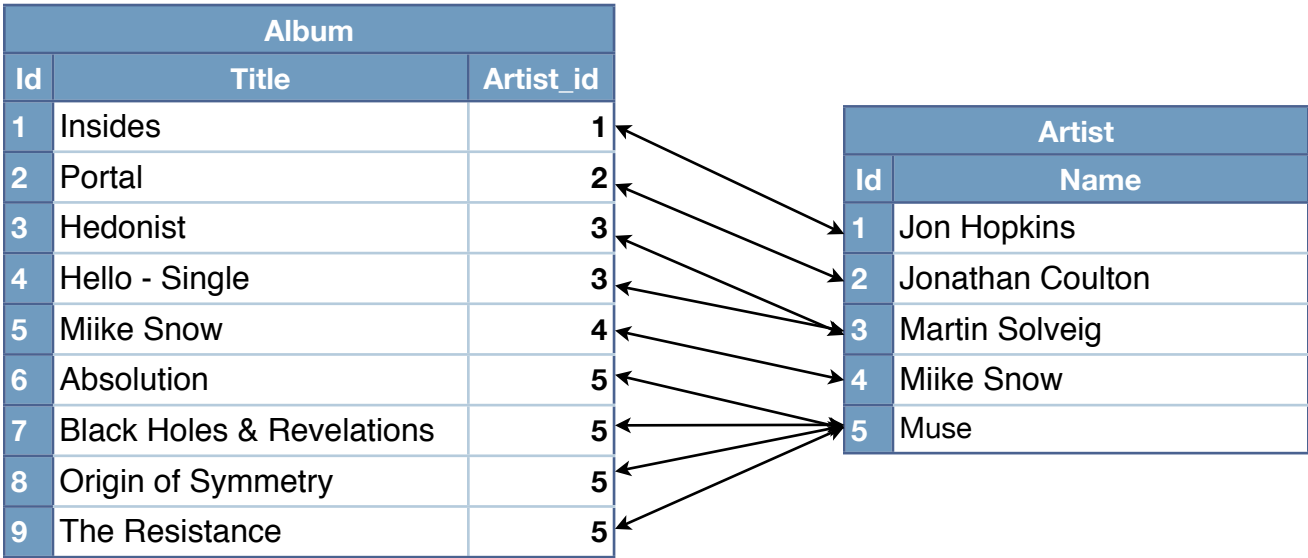 Album
Id Title Artist_id
1 Insides 1
2 Portal 2
3 Hedonist 3
4 Hello - Single 3
5 Miike Snow 4
6 Absolution 5
7 Black Holes & Revelations 5
8 Origin of Symmetry 5
9 The Resistance 5
Artist
Id Name
1 Jon Hopkins
2 Jonathan Coulton
3 Martin Solveig
4 Miike Snow
5 Muse